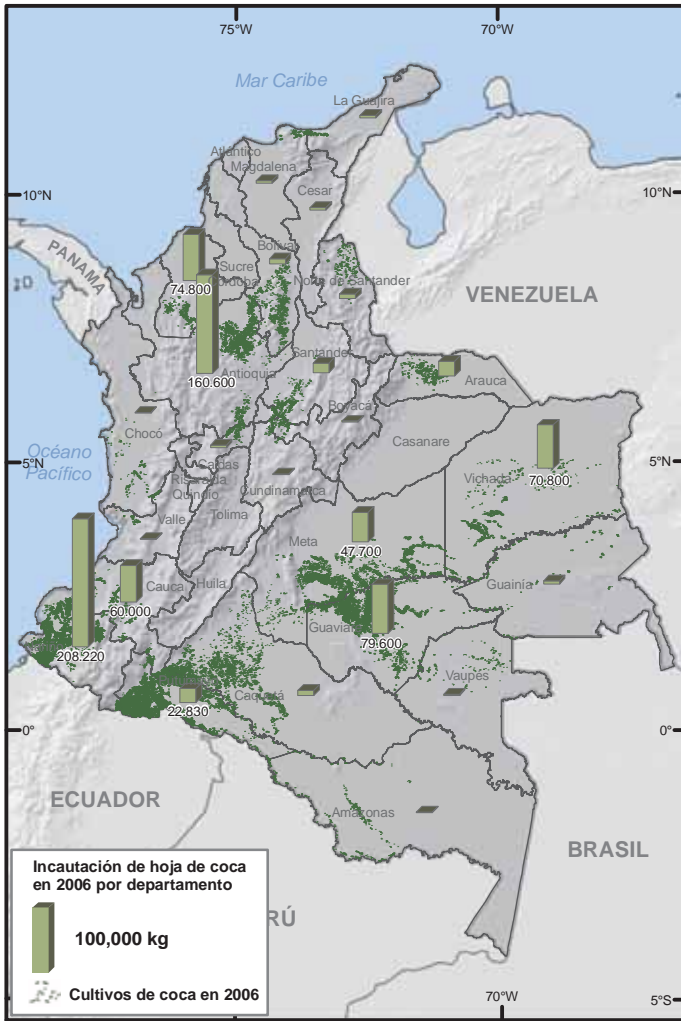 75°W
70°W
Mar Caribe
La Guajira
Atlántico
Magdalena
Cesar
10°N
10°N
PANAMA
Bolívar
Sucre
Córdoba
Norte de Santander
74.800
VENEZUELA
160.600
Antioquia
Santander
Arauca
Boyacá
Chocó
Casanare
Océano
Pacífico
5°N
5°N
Caldas
Risaralda
Quindío
Cundinamarca
Vichada
70.800
Valle
Tolima
Meta
47.700
Cauca
Huila
60.000
Guainía
Guaviare
79.600
208.220
Vaupés
Putumayo
Caquetá
22.830
0°
0°
ECUADOR
Amazonas
BRASIL
Incautación de hoja de coca
en 2006 por departamento
100,000 kg
RÚ
Cultivos de coca en 2006
70°W
5°S